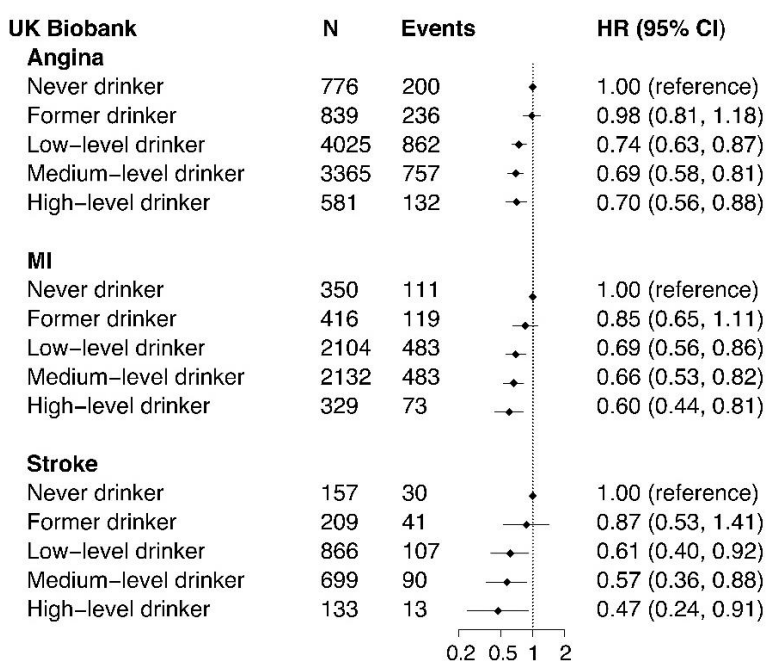 UK Biobank N Events HR (95% CI)
Angina
Never drinker 776 200 1.00 (reference)
Former drinker 839 236 0.98 (0.81, 1.18)
Low−level drinker 4025 862 0.74 (0.63, 0.87)
Medium−level drinker 3365 757 0.69 (0.58, 0.81)
High−level drinker 581 132 0.70 (0.56, 0.88)
MI
Never drinker 350 111 1.00 (reference)
Former drinker 416 119 0.85 (0.65, 1.11)
Low−level drinker 2104 483 0.69 (0.56, 0.86)
Medium−level drinker 2132 483 0.66 (0.53, 0.82)
High−level drinker 329 73 0.60 (0.44, 0.81)
Stroke
Never drinker 157 30 1.00 (reference)
Former drinker 209 41 0.87 (0.53, 1.41)
Low−level drinker 866 107 0.61 (0.40, 0.92)
Medium−level drinker 699 90 0.57 (0.36, 0.88)
High−level drinker 133 13 0.47 (0.24, 0.91)
0.2 0.5 1 2